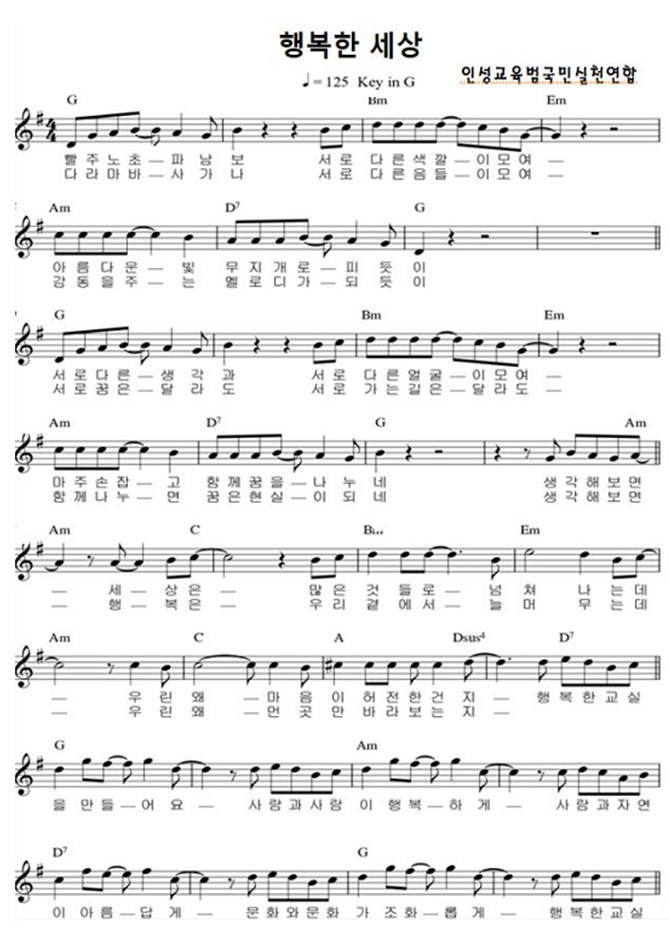 행복한 세상
♩= 125 Key in G
인성교육범국민실천연합
G Bm Em
빨주노초—파남보 서로다른색깔—이모여—
다라마바—사가나 서로다른음들—이모여—
Am D7 G
아름다운—빛 무지개로—피듯이
감동을주—는 멜로디가—되듯이
G Bm Em
서로다른—생각과 서로다른얼굴—이모여—
서로꿈은—달라도 서로가는길은—달라도—
Am D7 G Am
마주손잡—고 함께꿈을—나누네 생각해보면
함께나누—면 꿈은현실—이되네 생각해보면
Am C Em
— 세—상은— 많은것들로—넘쳐 나는데
— 행—복은— 우리곁에서—늘머 무는데
Am C A Dsus4 D7
— 우린왜— 마음이허전한건지— 행복한교실
— 우린왜— 먼곳만바라보는지—
G Am
을만들—어요— 사랑과사랑 이행복—하게— 사랑과자연
D7 G
이아름—답게— 문화와문화 가조화—롭게— 행복한교실